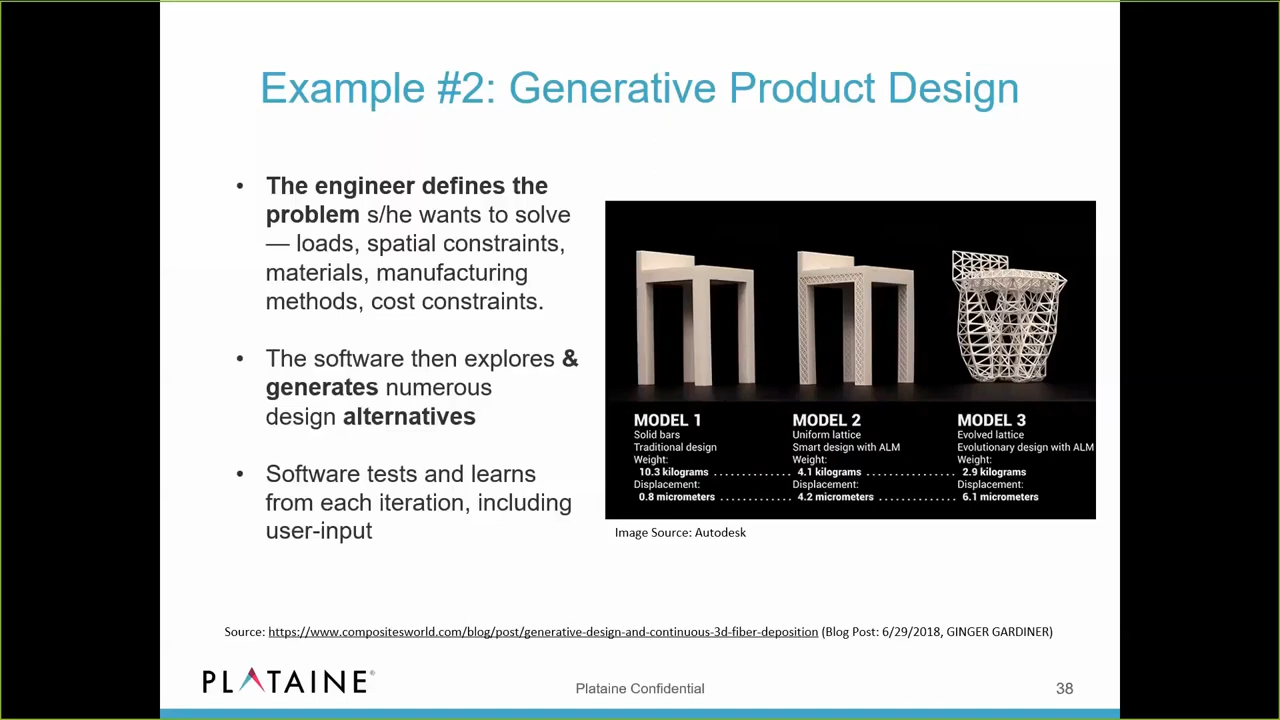 Example #2: Generative Product Design
• The engineer defines the
problem s/he wants to solve
— loads, spatial constraints,
materials, manufacturing
methods, cost constraints.
• The software then explores &
generates numerous
design alternatives
• Software tests and learns
from each iteration, including
user-input
MODEL 1
Solid bars
Traditional design
Weight:
10.3 kilograms
Displacement:
0.8 micrometers
MODEL 2
Uniform lattice
Smart design with ALM
Weight:
4.1 kilograms
Displacement:
4.2 micrometers
MODEL 3
Evolved lattice
Evolutionary design with ALM
Weight:
2.9 kilograms
Displacement:
6.1 micrometers
Image Source: Autodesk
Source: https://www.compositesworld.com/blog/post/generative-design-and-continuous-3d-fiber-deposition (Blog Post: 6/29/2018, GINGER GARDINER)
PLATAINE®
Plataine Confidential
38